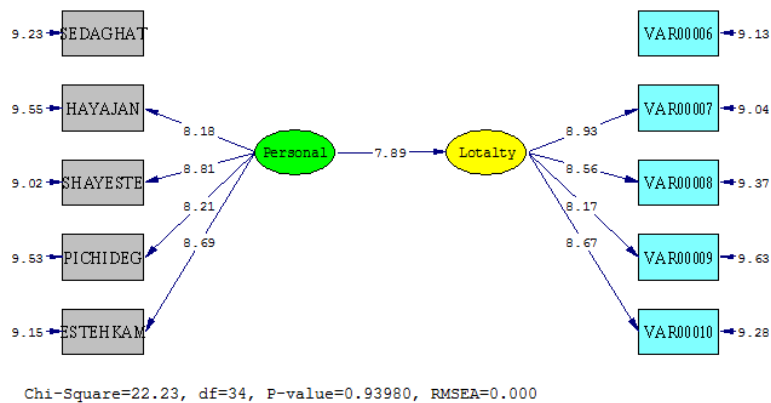 9.23 SEDAGHAT VAR00006 9.13
9.55 HAYAJAN VAR00007 9.04
8.18 8.93
Personal 7.89 Lotalty
9.02 SHAYESTE 8.81 8.56 VAR00008 9.37
8.21 8.17
9.53 PICHIDEG 8.69 8.67 VAR00009 9.63
9.15 ESTEHKAM VAR00010 9.28
Chi-Square=22.23, df=34, P-value=0.93980, RMSEA=0.000